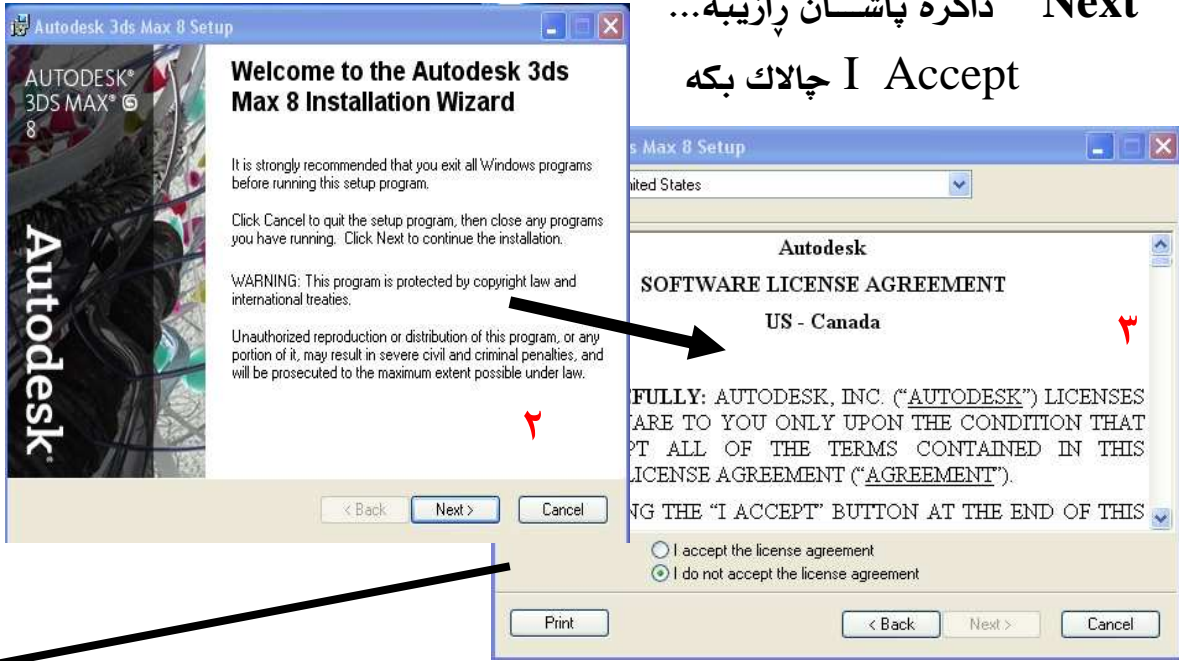 Next داگره پاشان ڕازیبه...
I Accept چالاك بكه
Autodesk 3ds Max 8 Setup
AUTODESK®
3DS MAX®
8
Autodesk
Welcome to the Autodesk 3ds
Max 8 Installation Wizard
It is strongly recommended that you exit all Windows programs
before running this setup program.
Click Cancel to quit the setup program, then close any programs
you have running. Click Next to continue the installation.
WARNING: This program is protected by copyright law and
international treaties.
Unauthorized reproduction or distribution of this program, or any
portion of it, may result in severe civil and criminal penalties, and
will be prosecuted to the maximum extent possible under law.
٢
< Back Next > Cancel
s Max 8 Setup
ited States
Autodesk
SOFTWARE LICENSE AGREEMENT
US - Canada
٣
FULLY: AUTODESK, INC. (“AUTODESK”) LICENSES
ARE TO YOU ONLY UPON THE CONDITION THAT
PT ALL OF THE TERMS CONTAINED IN THIS
LICENSE AGREEMENT (“AGREEMENT”).
NG THE “I ACCEPT” BUTTON AT THE END OF THIS
I accept the license agreement
I do not accept the license agreement
Print < Back Next > Cancel